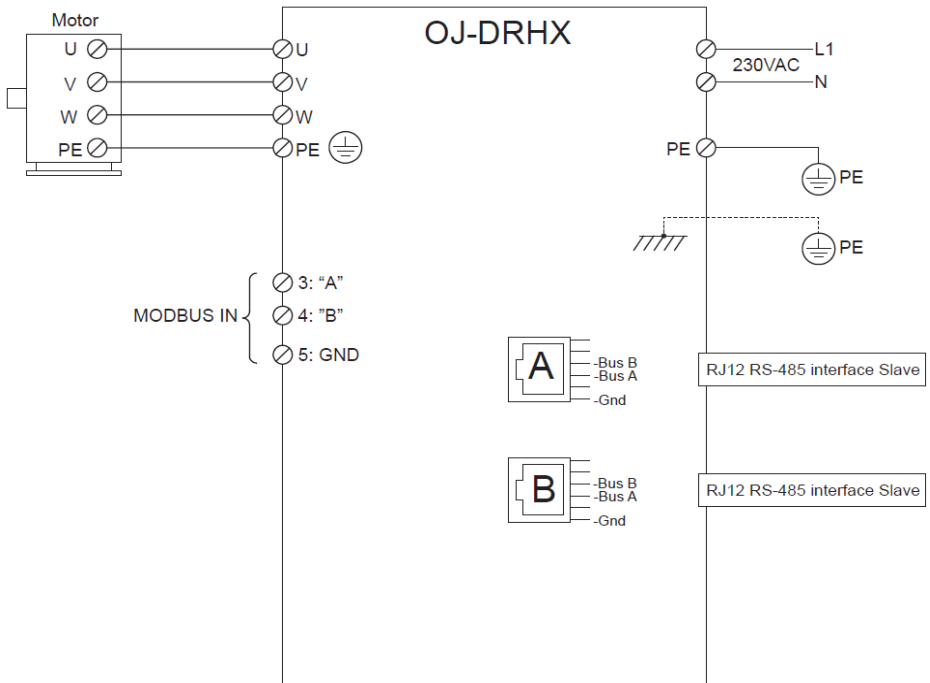 Motor
OJ-DRHX
U
U
L1
230VAC
V
V
N
W
W
PE
PE
PE
PE
PE
3: “A”
MODBUS IN
4: ”B”
5: GND
A
-Bus B
-Bus A
-Gnd
RJ12 RS-485 interface Slave
B
-Bus B
-Bus A
-Gnd
RJ12 RS-485 interface Slave